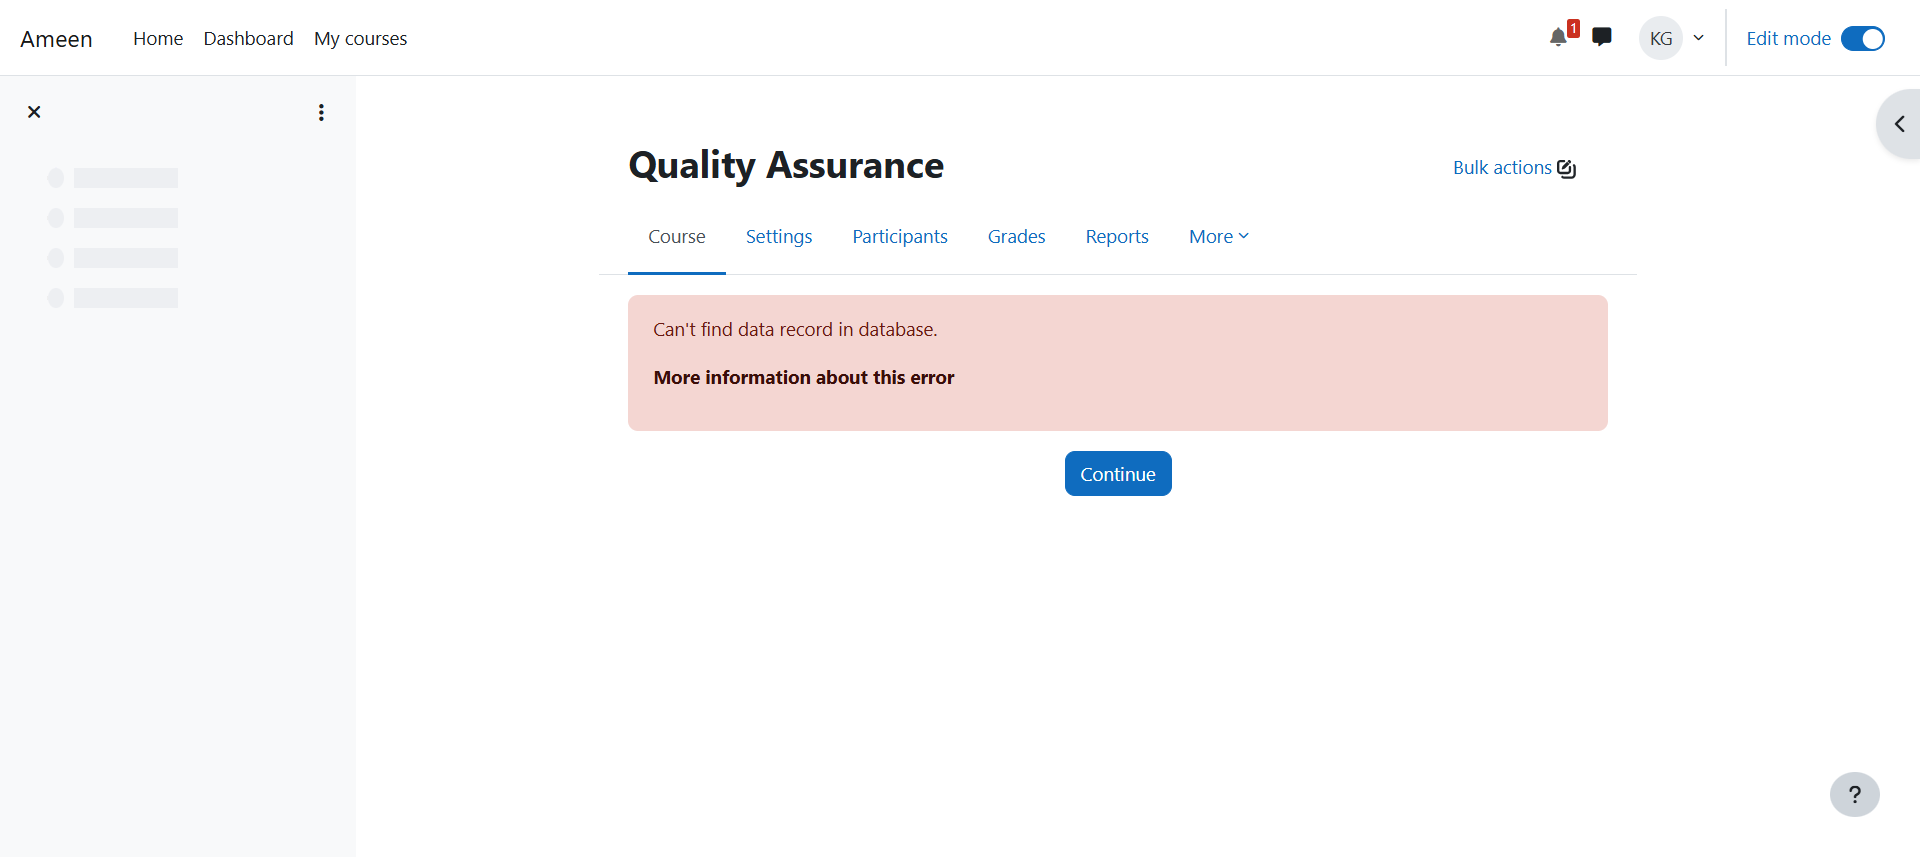 Ameen Home Dashboard My courses 1 KG Edit mode
Quality Assurance
Bulk actions
Course Settings Participants Grades Reports More
Can't find data record in database.
More information about this error
Continue
?